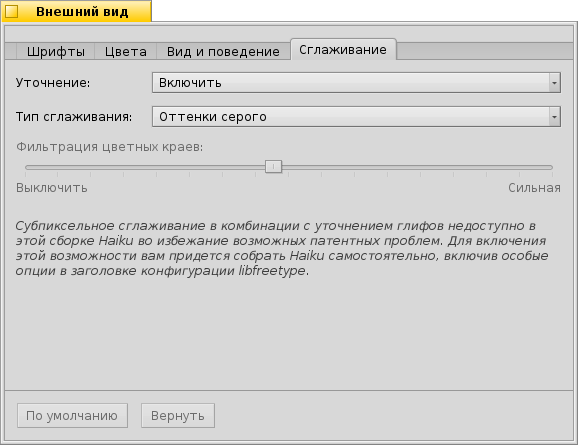 Внешний вид
Шрифты Цвета Вид и поведение Сглаживание
Уточнение: Включить
Тип сглаживания: Оттенки серого
Фильтрация цветных краев:
Выключить Сильная
Субпиксельное сглаживание в комбинации с уточнением глифов недоступно в
этой сборке Haiku во избежание возможных патентных проблем. Для включения
этой возможности вам придется собрать Haiku самостоятельно, включив особые
опции в заголовке конфигурации libfreetype.
По умолчанию Вернуть